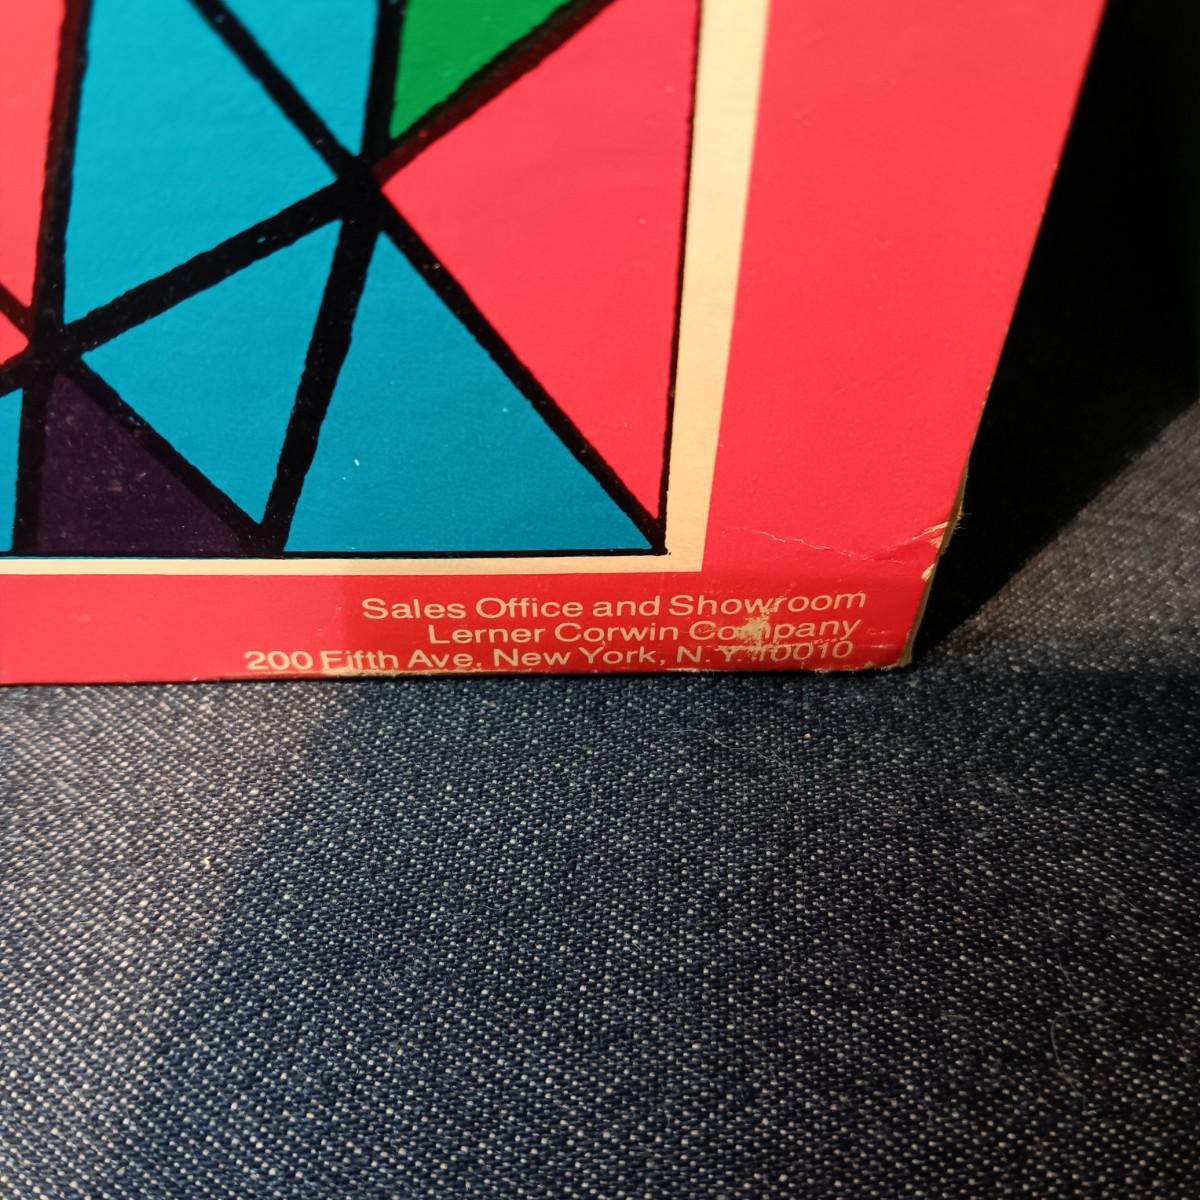 Sales Office and Showroom
Lerner Corwin Company
200 Fifth Ave. New York, N.Y. 10010